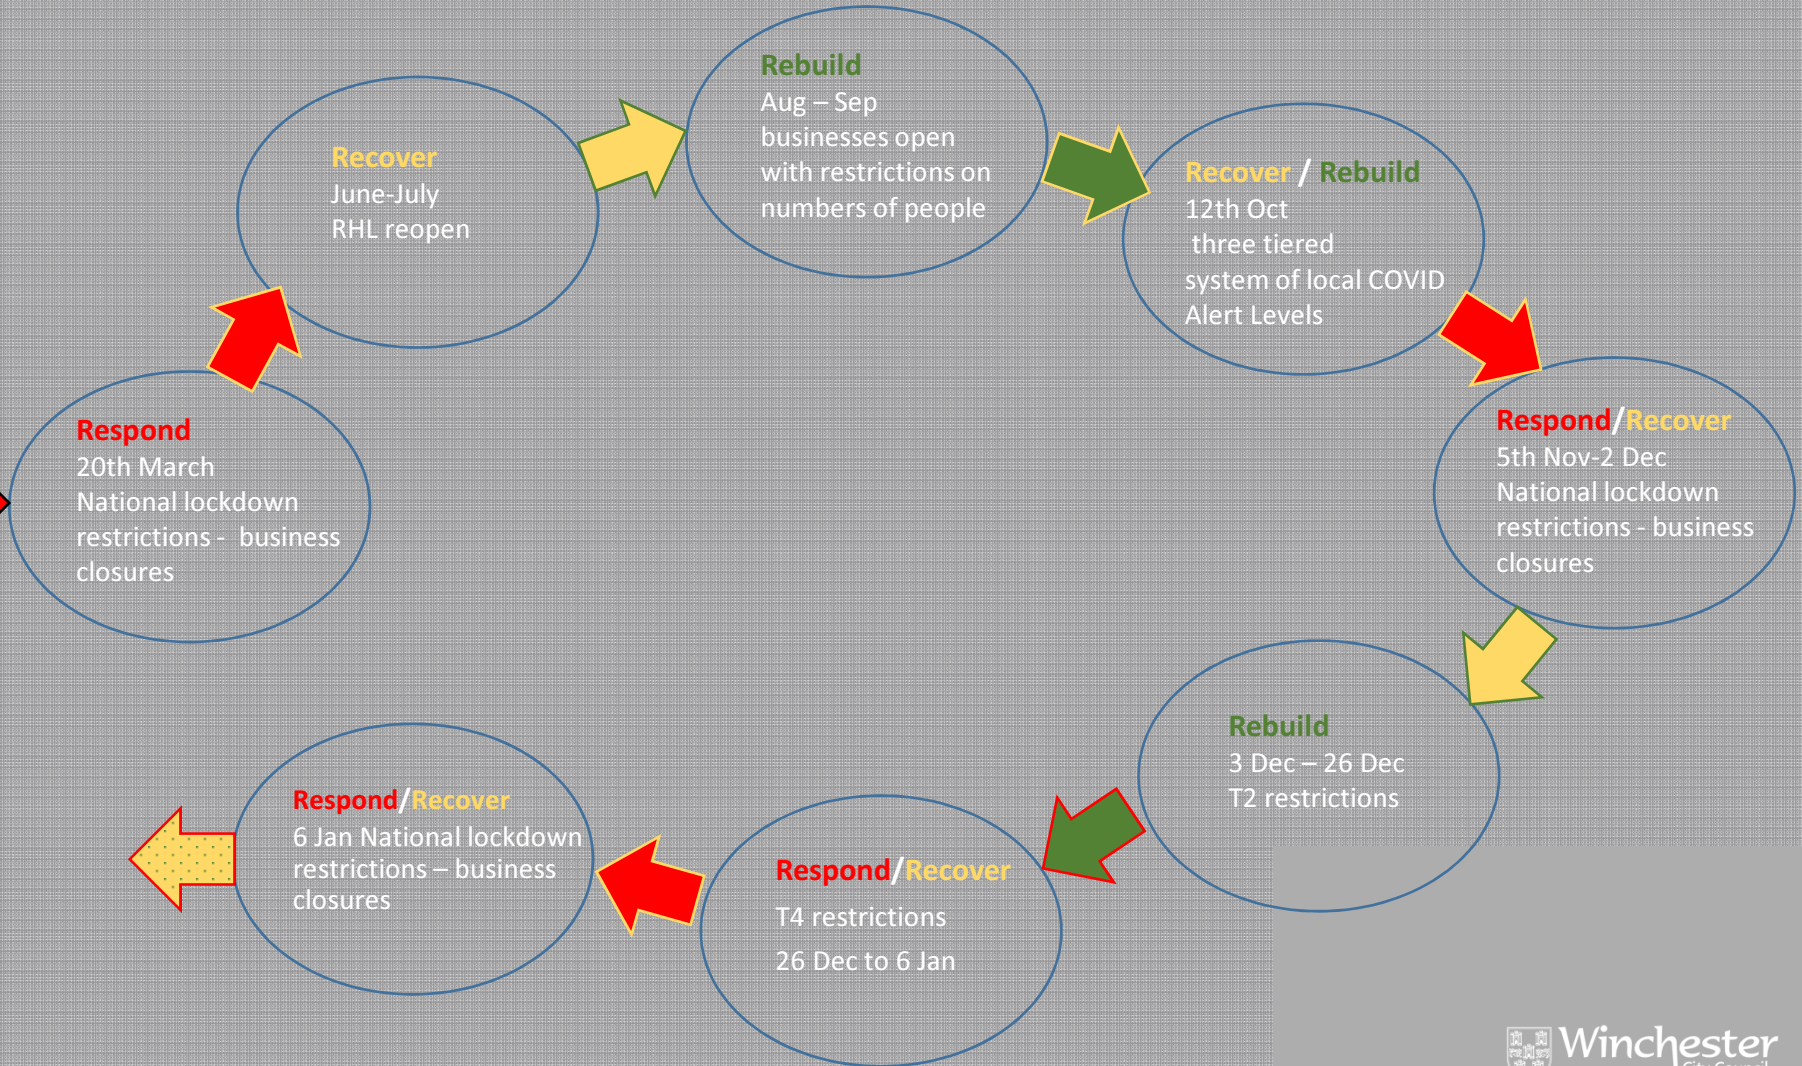 Respond
20th March
National lockdown
restrictions - business
closures
Recover
June-July
RHL reopen
Rebuild
Aug – Sep
businesses open
with restrictions on
numbers of people
Recover / Rebuild
12th Oct
three tiered
system of local COVID
Alert Levels
Respond/Recover
5th Nov-2 Dec
National lockdown
restrictions - business
closures
Rebuild
3 Dec – 26 Dec
T2 restrictions
Respond/Recover
T4 restrictions
26 Dec to 6 Jan
Respond/Recover
6 Jan National lockdown
restrictions – business
closures
Winchester
City Council